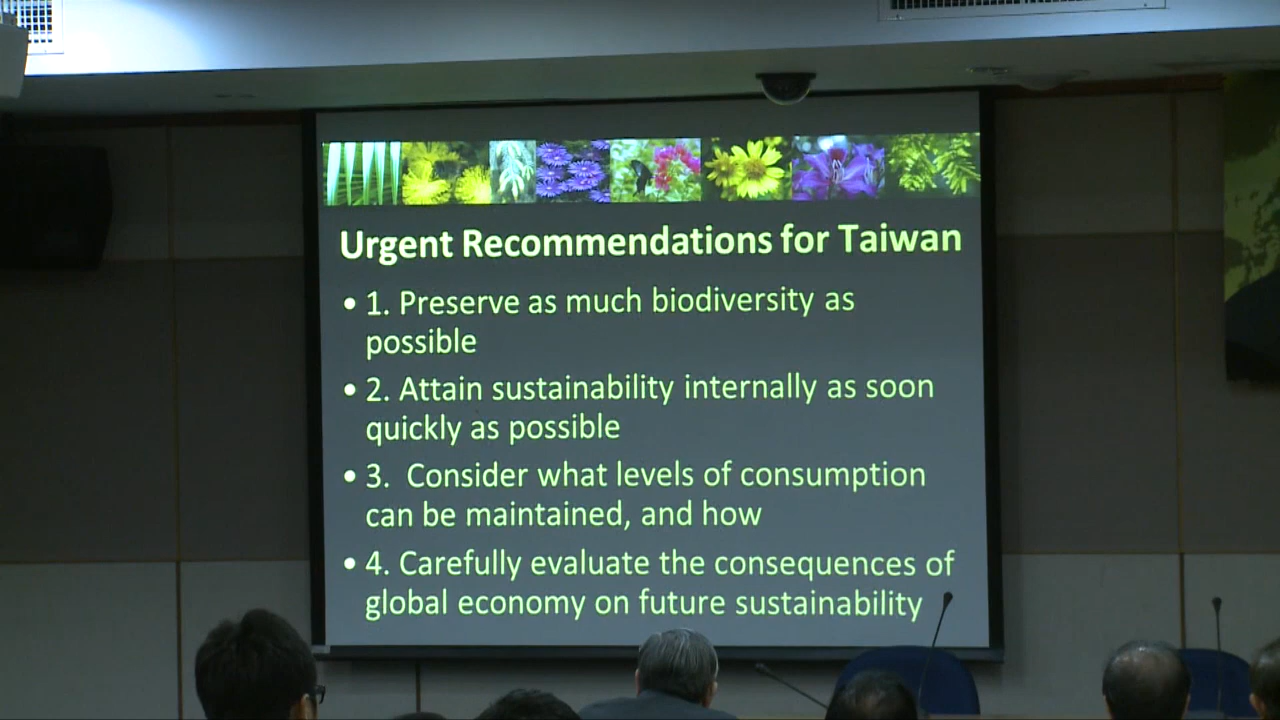 Urgent Recommendations for Taiwan
• 1. Preserve as much biodiversity as
possible
• 2. Attain sustainability internally as soon
quickly as possible
• 3. Consider what levels of consumption
can be maintained, and how
• 4. Carefully evaluate the consequences of
global economy on future sustainability